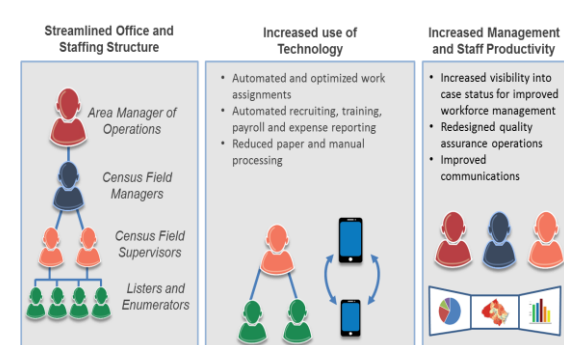 Streamlined Office and
Staffing Structure
Area Manager of
Operations
Census Field
Managers
Census Field
Supervisors
Listers and
Enumerators
Increased use of
Technology
• Automated and optimized work
assignments
• Automated recruiting, training,
payroll and expense reporting
• Reduced paper and manual
processing
Increased Management
and Staff Productivity
• Increased visibility into
case status for improved
workforce management
• Redesigned quality
assurance operations
• Improved
communications